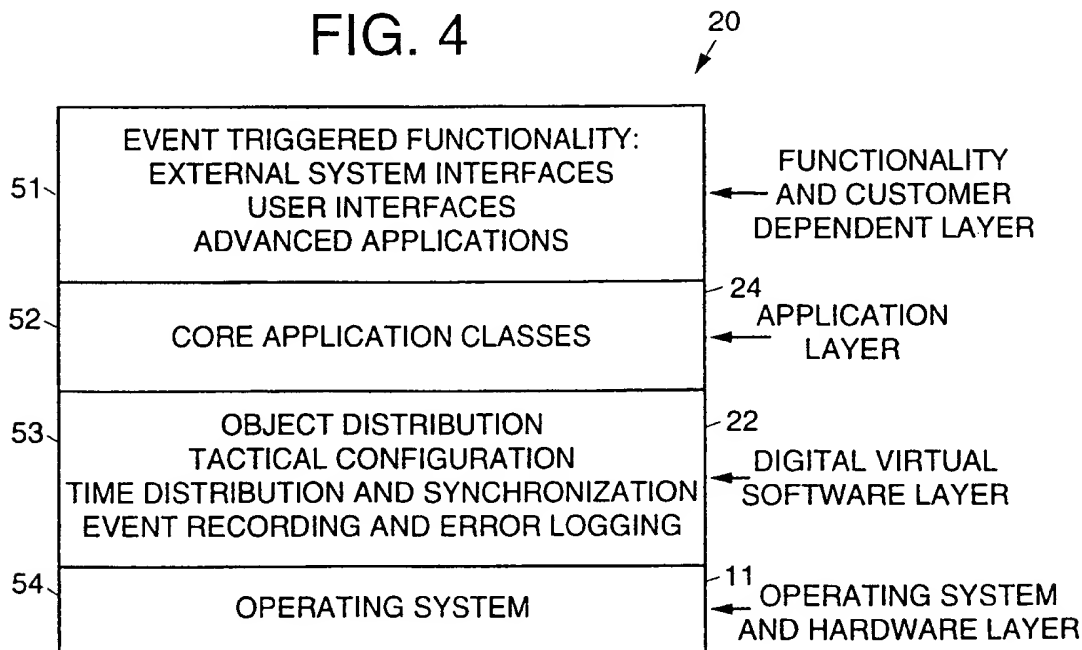 FIG. 4
20
EVENT TRIGGERED FUNCTIONALITY:
EXTERNAL SYSTEM INTERFACES
USER INTERFACES
ADVANCED APPLICATIONS
51
FUNCTIONALITY
AND CUSTOMER
DEPENDENT LAYER
52
CORE APPLICATION CLASSES
24
APPLICATION
LAYER
53
OBJECT DISTRIBUTION
TACTICAL CONFIGURATION
TIME DISTRIBUTION AND SYNCHRONIZATION
EVENT RECORDING AND ERROR LOGGING
22
DIGITAL VIRTUAL
SOFTWARE LAYER
54
OPERATING SYSTEM
11
OPERATING SYSTEM
AND HARDWARE LAYER